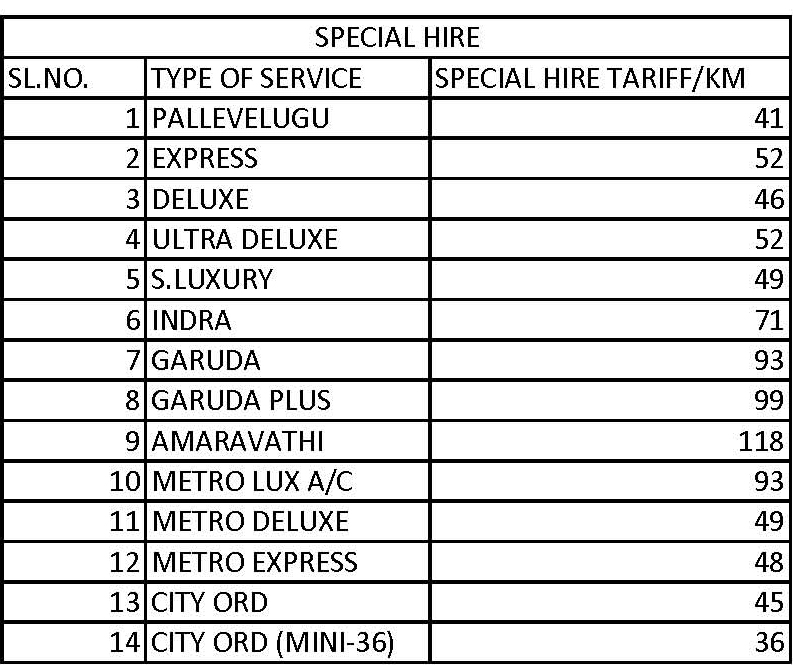 SPECIAL HIRE
SL.NO. TYPE OF SERVICE SPECIAL HIRE TARIFF/KM
1 PALLEVELUGU 41
2 EXPRESS 52
3 DELUXE 46
4 ULTRA DELUXE 52
5 S.LUXURY 49
6 INDRA 71
7 GARUDA 93
8 GARUDA PLUS 99
9 AMARAVATHI 118
10 METRO LUX A/C 93
11 METRO DELUXE 49
12 METRO EXPRESS 48
13 CITY ORD 45
14 CITY ORD (MINI-36) 36